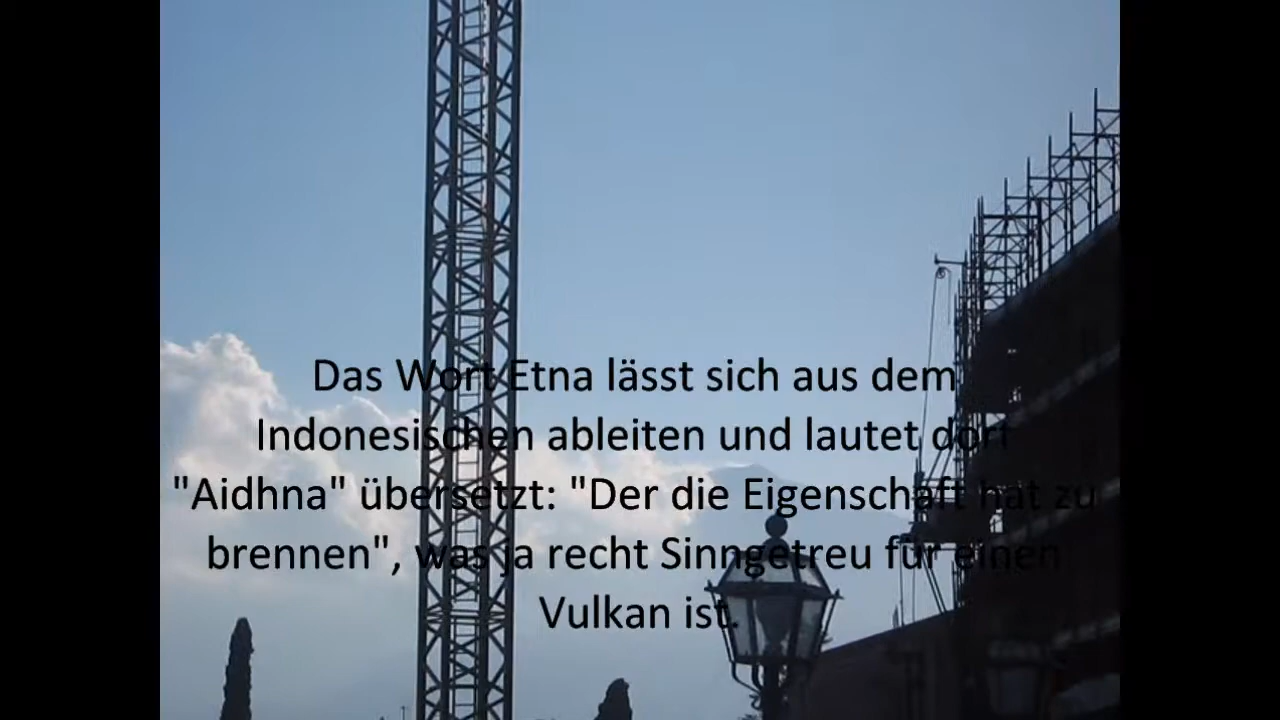 Das Wort Etna lässt sich aus dem
Indonesischen ableiten und lautet dort
"Aidhna" übersetzt: "Der die Eigenschaft hat zu
brennen", was ja recht Sinngetreu für einen
Vulkan ist.